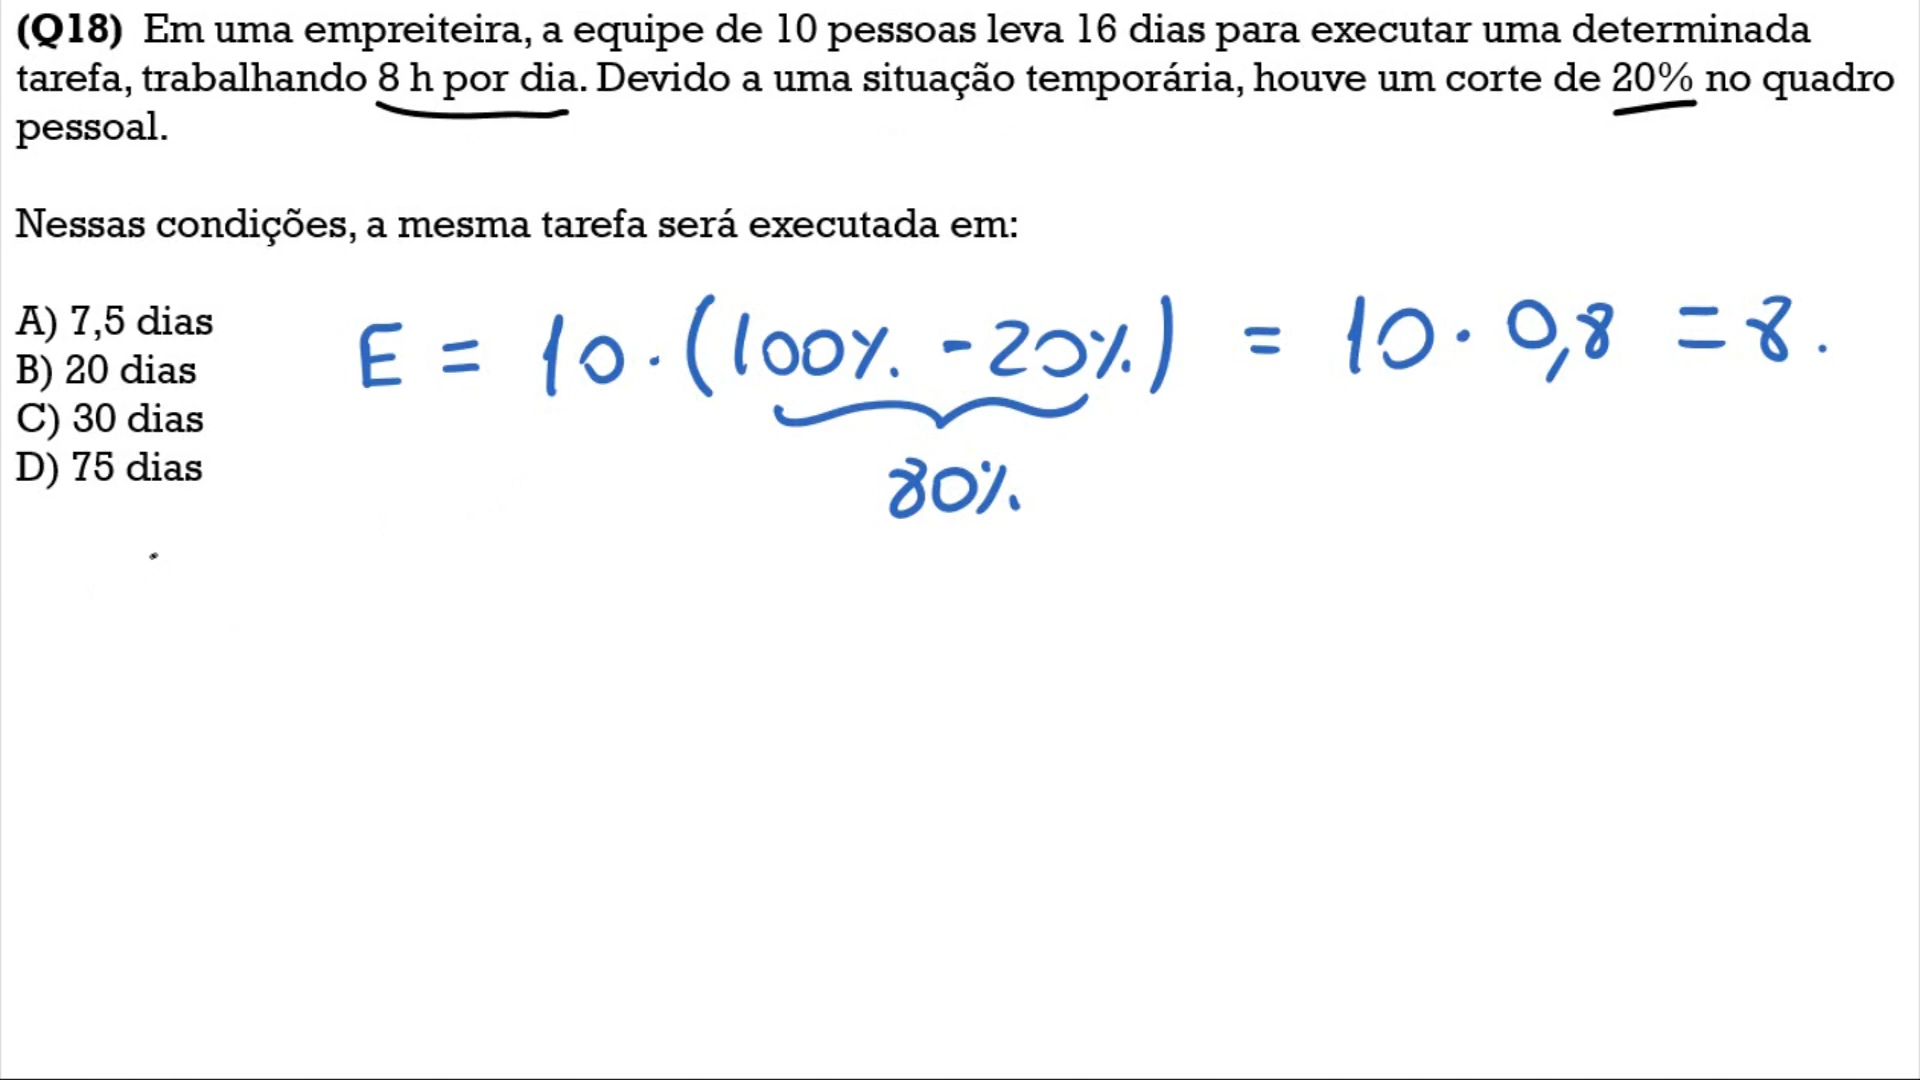 (Q18) Em uma empreiteira, a equipe de 10 pessoas leva 16 dias para executar uma determinada
tarefa, trabalhando 8 h por dia. Devido a uma situação temporária, houve um corte de 20% no quadro
pessoal.
Nessas condições, a mesma tarefa será executada em:
A) 7,5 dias
B) 20 dias
C) 30 dias
D) 75 dias
E = 10 · (100% - 20%) = 10 · 0,8 = 8.
80%